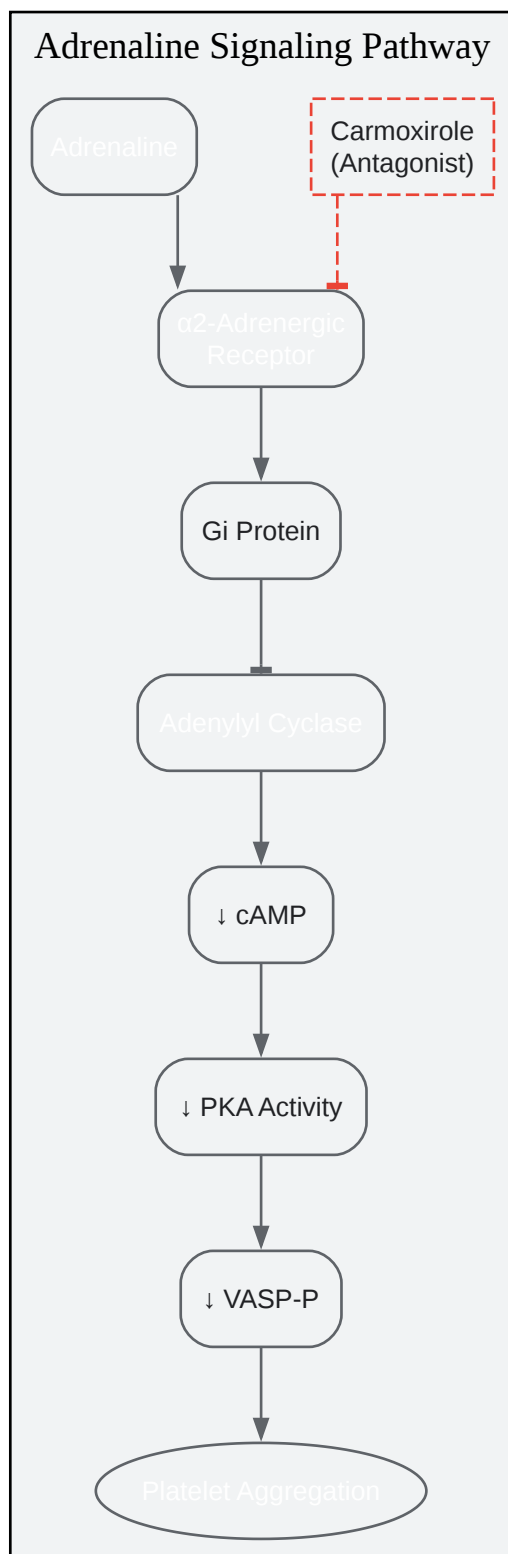 Adrenaline Signaling Pathway
Adrenaline
Carmoxirole
(Antagonist)
α2-Adrenergic
Receptor
Gi Protein
Adenylyl Cyclase
↓ cAMP
↓ PKA Activity
↓ VASP-P
Platelet Aggregation